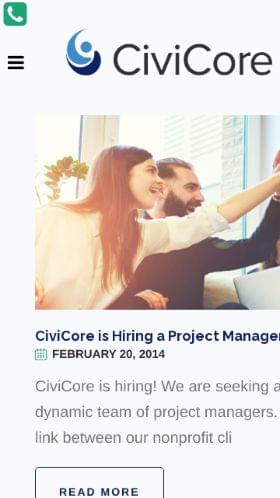 CiviCore
CiviCore is Hiring a Project Manager
FEBRUARY 20, 2014
CiviCore is hiring! We are seeking a
dynamic team of project managers.
link between our nonprofit cli
READ MORE